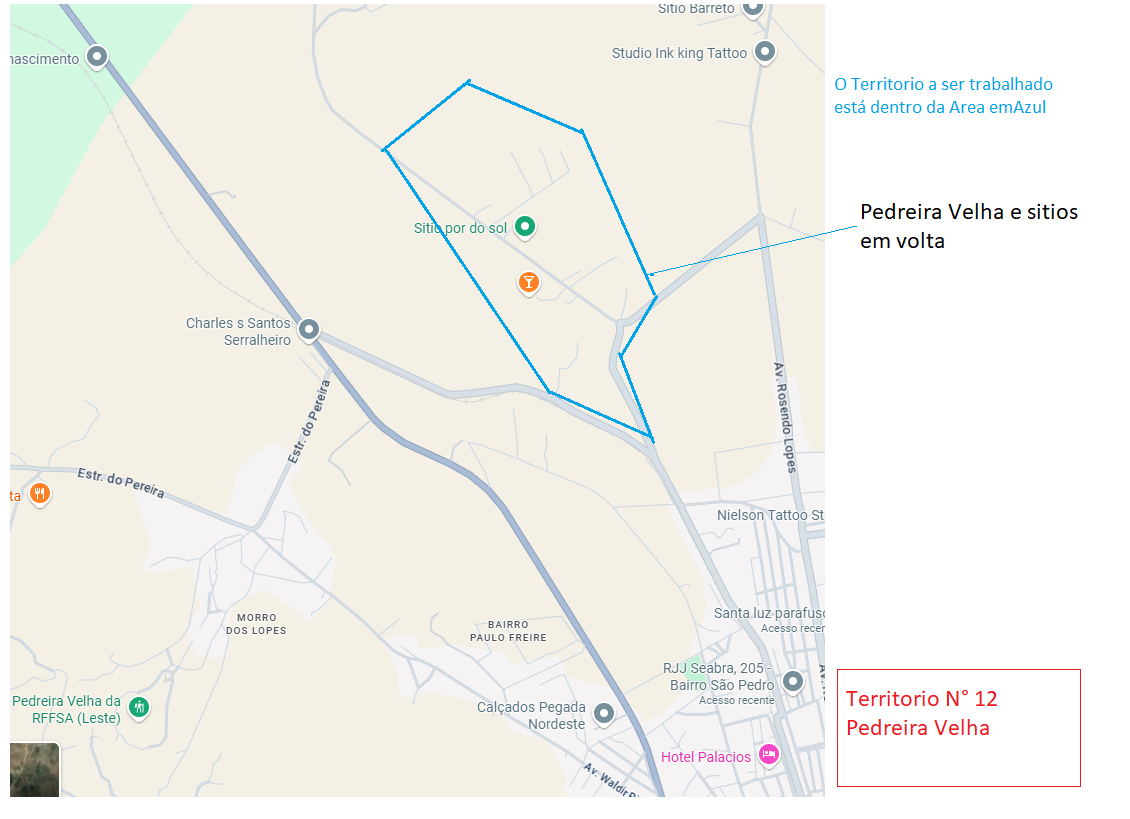 Sitio Barreto
nascimento
Studio Ink king Tattoo
O Territorio a ser trabalhado
está dentro da Area emAzul
Pedreira Velha e sitios
em volta
Sitio por do sol
Charles s Santos
Serralheiro
Estr. do Pereira
Av. Rosendo Lopes
Estr. do Pereira
ta
Nielson Tattoo St
MORRO
DOS LOPES
BAIRRO
PAULO FREIRE
Santa luz parafuso
Acesso recer
RJJ Seabra, 205 -
Bairro São Pedro
Acesso recente
Pedreira Velha da
RFFSA (Leste)
Calçados Pegada
Nordeste
Hotel Palacios
Av. Waldir
Territorio N° 12
Pedreira Velha